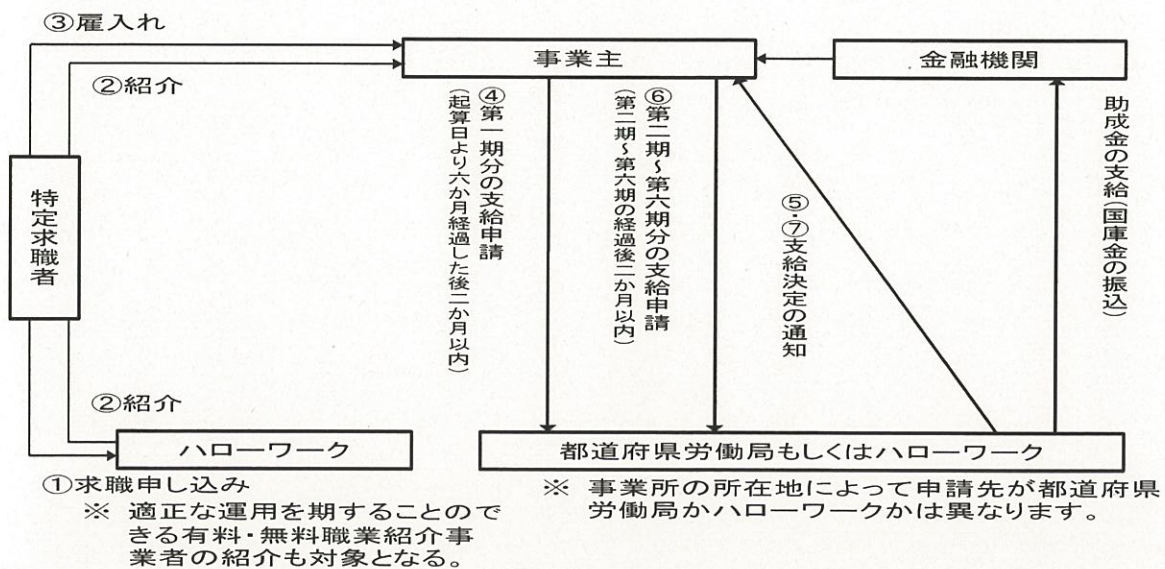 ③雇入れ
事業主
金融機関
②紹介
特定求職者
④第一期分の支給申請
(起算日より六か月経過した後二か月以内)
⑥第二期～第六期分の支給申請
(第二期～第六期の経過後二か月以内)
⑤・⑦支給決定の通知
助成金の支給(国庫金の振込)
②紹介
ハローワーク
都道府県労働局もしくはハローワーク
①求職申し込み
※ 適正な運用を期することので
きる有料・無料職業紹介事
業者の紹介も対象となる。
※ 事業所の所在地によって申請先が都道府県
労働局かハローワークかは異なります。